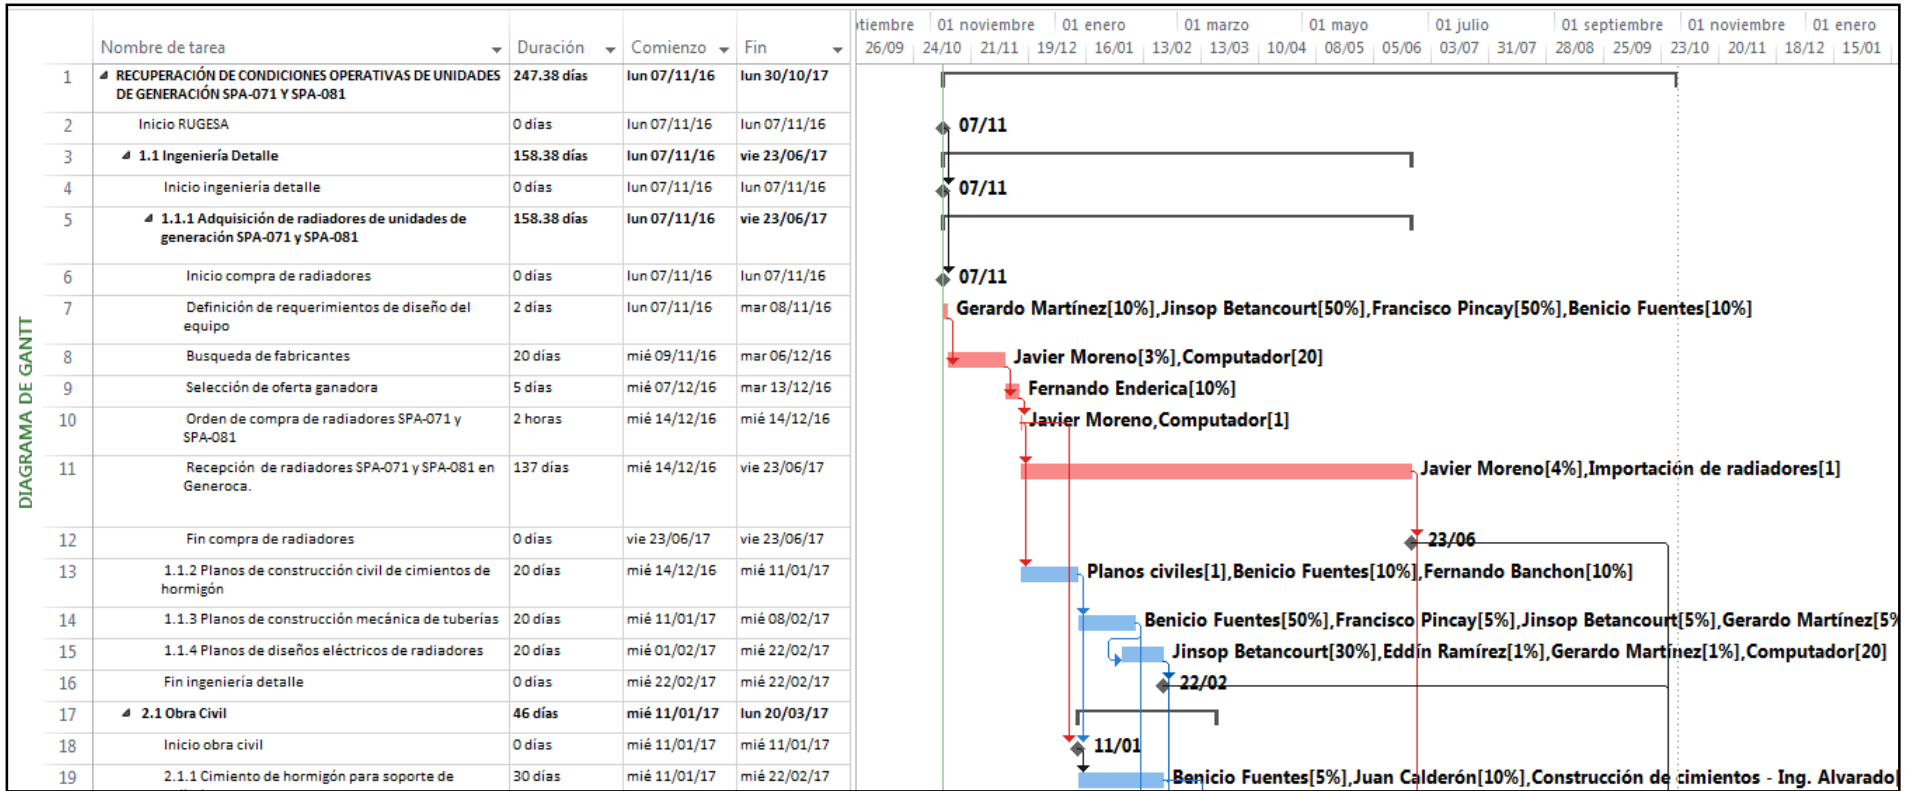 tiembre 01 noviembre 01 enero 01 marzo 01 mayo 01 julio 01 septiembre 01 noviembre 01 enero
Nombre de tarea Duración Comienzo Fin 26/09 24/10 21/11 19/12 16/01 13/02 13/03 10/04 08/05 05/06 03/07 31/07 28/08 25/09 23/10 20/11 18/12 15/01
DIAGRAMA DE GANTT
1 RECUPERACIÓN DE CONDICIONES OPERATIVAS DE UNIDADES 247.38 días lun 07/11/16 lun 30/10/17
DE GENERACIÓN SPA-071 Y SPA-081
2 Inicio RUGESA 0 días lun 07/11/16 lun 07/11/16 07/11
3 1.1 Ingeniería Detalle 158.38 días lun 07/11/16 vie 23/06/17
4 Inicio ingeniería detalle 0 días lun 07/11/16 lun 07/11/16 07/11
5 1.1.1 Adquisición de radiadores de unidades de 158.38 días lun 07/11/16 vie 23/06/17
generación SPA-071 y SPA-081
6 Inicio compra de radiadores 0 días lun 07/11/16 lun 07/11/16 07/11
7 Definición de requerimientos de diseño del 2 días lun 07/11/16 mar 08/11/16 Gerardo Martínez[10%],Jinsop Betancourt[50%],Francisco Pincay[50%],Benicio Fuentes[10%]
equipo
8 Busqueda de fabricantes 20 días mié 09/11/16 mar 06/12/16 Javier Moreno[3%],Computador[20]
9 Selección de oferta ganadora 5 días mié 07/12/16 mar 13/12/16 Fernando Enderica[10%]
10 Orden de compra de radiadores SPA-071 y 2 horas mié 14/12/16 mié 14/12/16 Javier Moreno,Computador[1]
SPA-081
11 Recepción de radiadores SPA-071 y SPA-081 en 137 días mié 14/12/16 vie 23/06/17 Javier Moreno[4%],Importación de radiadores[1]
Generoca.
12 Fin compra de radiadores 0 días vie 23/06/17 vie 23/06/17 23/06
13 1.1.2 Planos de construcción civil de cimientos de 20 días mié 14/12/16 mié 11/01/17 Planos civiles[1],Benicio Fuentes[10%],Fernando Banchon[10%]
hormigón
14 1.1.3 Planos de construcción mecánica de tuberías 20 días mié 11/01/17 mié 08/02/17 Benicio Fuentes[50%],Francisco Pincay[5%],Jinsop Betancourt[5%],Gerardo Martínez[5%
15 1.1.4 Planos de diseños eléctricos de radiadores 20 días mié 01/02/17 mié 22/02/17 Jinsop Betancourt[30%],Eddín Ramírez[1%],Gerardo Martínez[1%],Computador[20]
16 Fin ingeniería detalle 0 días mié 22/02/17 mié 22/02/17 22/02
17 2.1 Obra Civil 46 días mié 11/01/17 lun 20/03/17
18 Inicio obra civil 0 días mié 11/01/17 mié 11/01/17 11/01
19 2.1.1 Cimiento de hormigón para soporte de 30 días mié 11/01/17 mié 22/02/17 Benicio Fuentes[5%],Juan Calderón[10%],Construcción de cimientos - Ing. Alvarado[